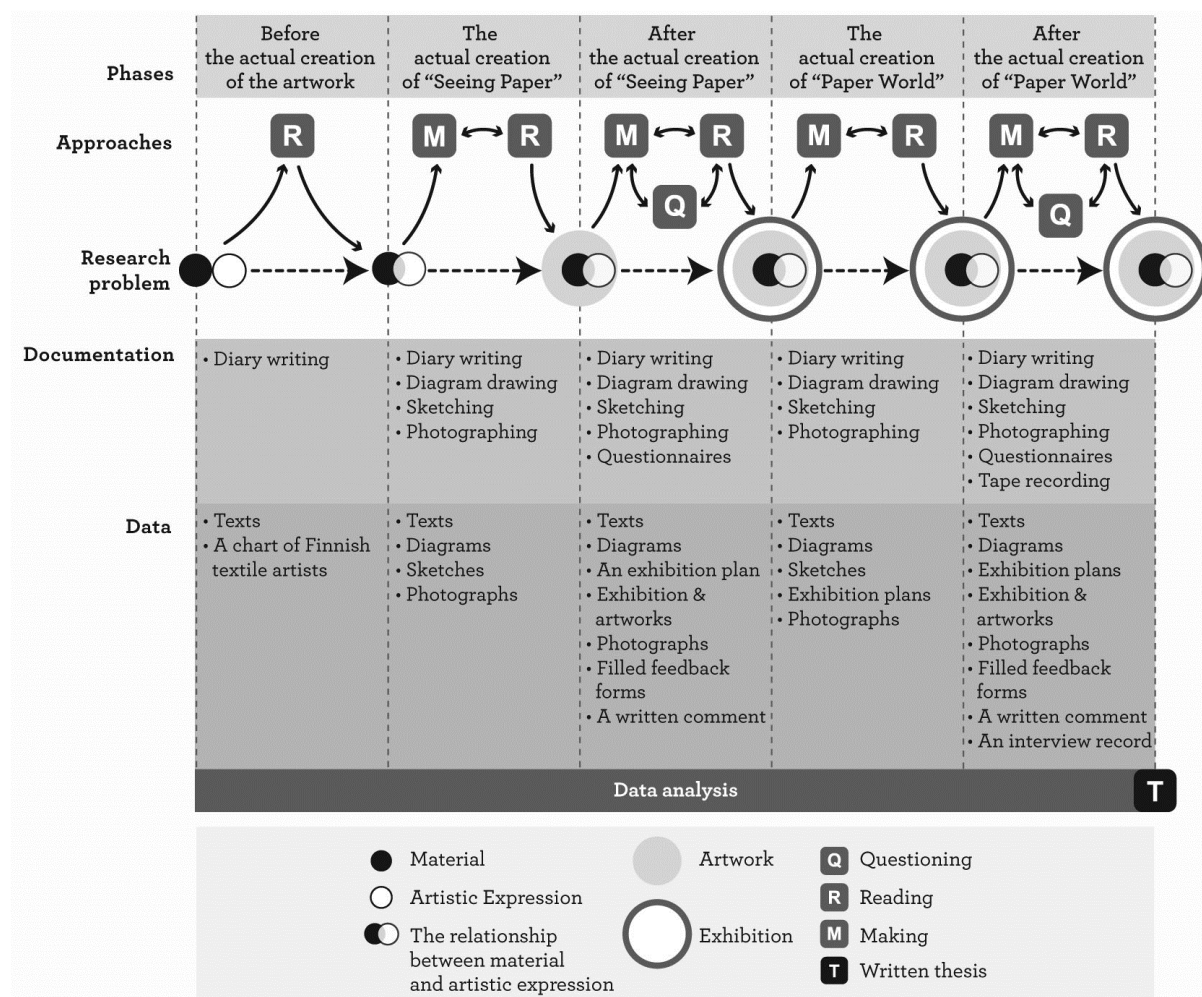 Phases
Before
the actual creation
of the artwork
The
actual creation
of “Seeing Paper”
After
the actual creation
of “Seeing Paper”
The
actual creation
of “Paper World”
After
the actual creation
of “Paper World”
Approaches
R
M
R
M
R
Q
M
R
M
R
Q
Research
problem
Documentation
• Diary writing
• Diary writing
• Diagram drawing
• Sketching
• Photographing
• Diary writing
• Diagram drawing
• Sketching
• Photographing
• Questionnaires
• Diary writing
• Diagram drawing
• Sketching
• Photographing
• Diary writing
• Diagram drawing
• Sketching
• Photographing
• Questionnaires
• Tape recording
Data
• Texts
• A chart of Finnish
textile artists
• Texts
• Diagrams
• Sketches
• Photographs
• Texts
• Diagrams
• An exhibition plan
• Exhibition &
artworks
• Photographs
• Filled feedback
forms
• A written comment
• Texts
• Diagrams
• Sketches
• Exhibition plans
• Photographs
• Texts
• Diagrams
• Exhibition plans
• Exhibition &
artworks
• Photographs
• Filled feedback
forms
• A written comment
• An interview record
Data analysis
T
Material
Artistic Expression
The relationship
between material
and artistic expression
Artwork
Exhibition
Q Questioning
R Reading
M Making
T Written thesis